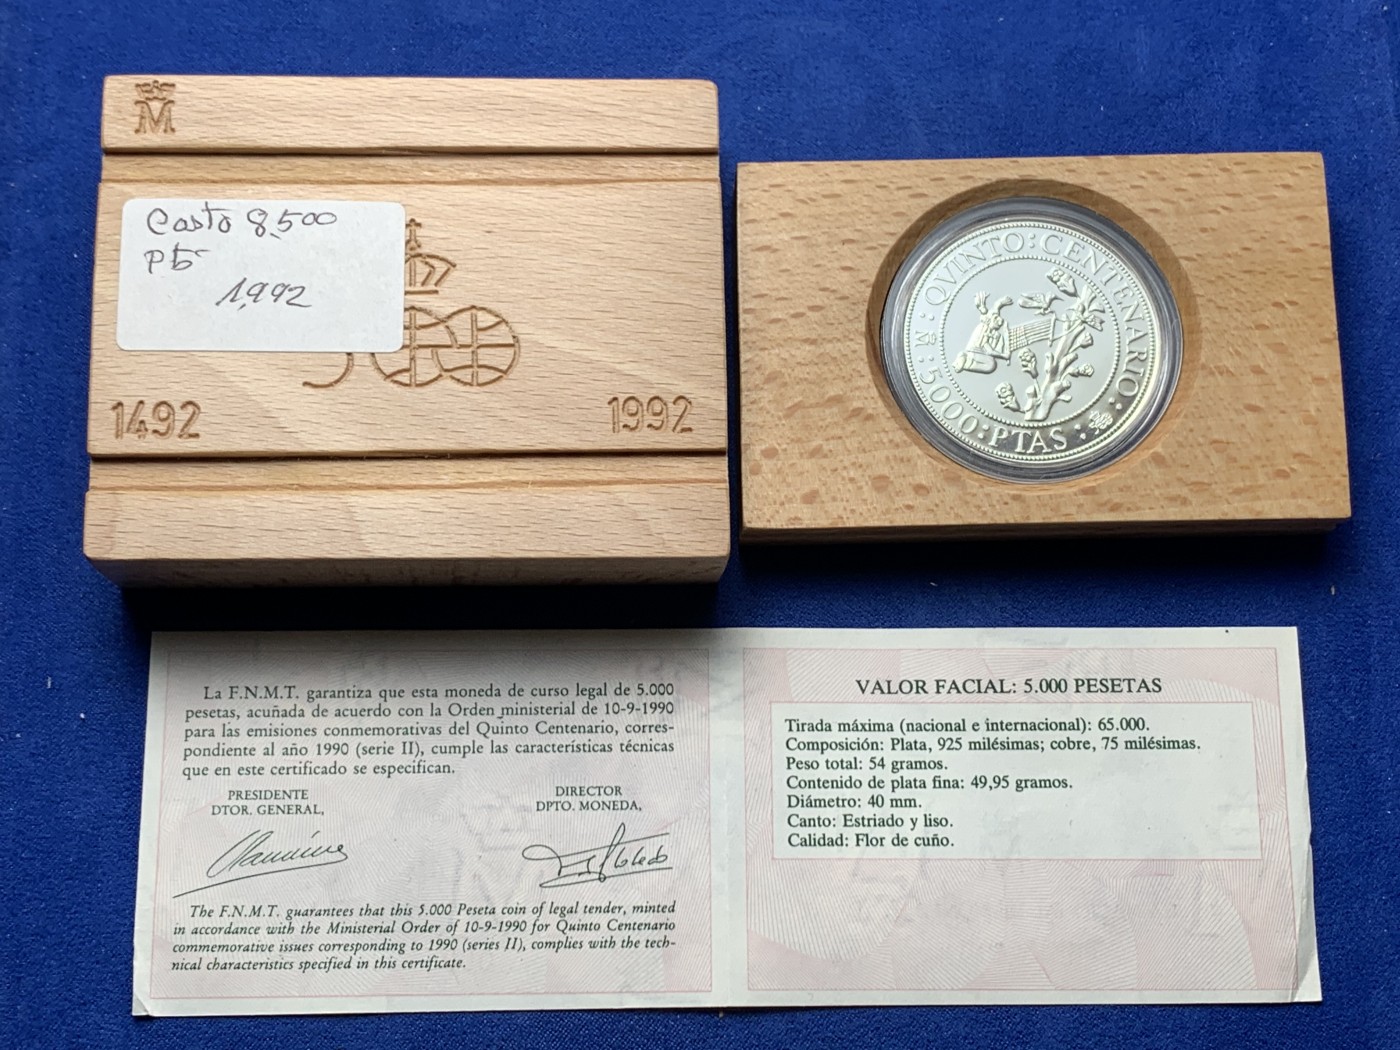 M
Costo 8,500
pts
1,992
1492
1992
QVINTO:CENTENARIO:
M:5000:PTAS:
La F.N.M.T. garantiza que esta moneda de curso legal de 5.000
pesetas, acuñada de acuerdo con la Orden ministerial de 10-9-1990
para las emisiones conmemorativas del Quinto Centenario, corres-
pondiente al año 1990 (serie II), cumple las características técnicas
que en este certificado se especifican.
PRESIDENTE
DTOR. GENERAL,
DIRECTOR
DPTO. MONEDA,
The F.N.M.T. guarantees that this 5.000 Peseta coin of legal tender, minted
in accordance with the Ministerial Order of 10-9-1990 for Quinto Centenario
commemorative issues corresponding to 1990 (series II), complies with the tech-
nical characteristics specified in this certificate.
VALOR FACIAL: 5.000 PESETAS
Tirada máxima (nacional e internacional): 65.000.
Composición: Plata, 925 milésimas; cobre, 75 milésimas.
Peso total: 54 gramos.
Contenido de plata fina: 49,95 gramos.
Diámetro: 40 mm.
Canto: Estriado y liso.
Calidad: Flor de cuño.